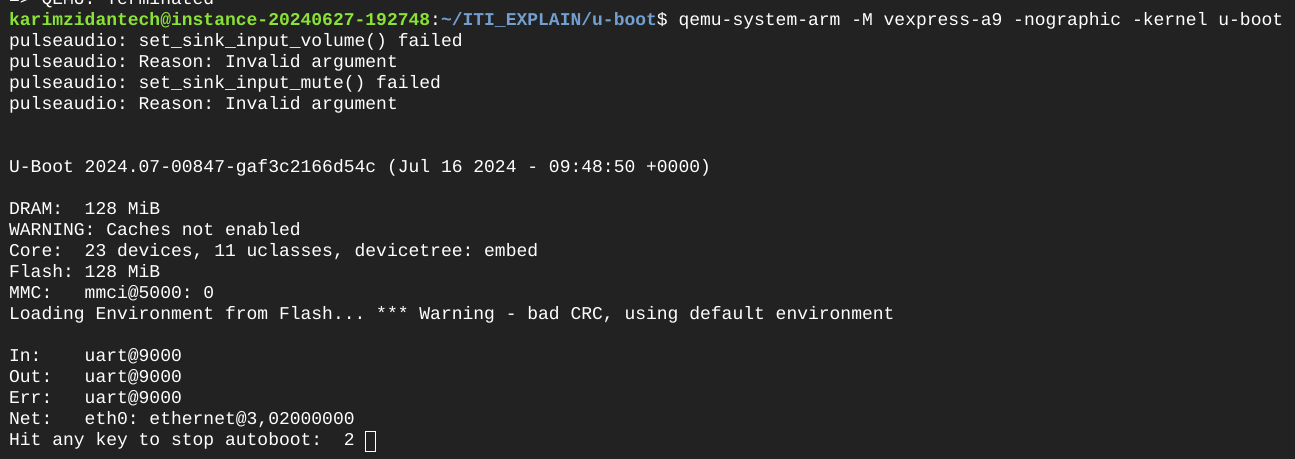 => QEMU: Terminated
karimzidantech@instance-20240627-192748:~/ITI_EXPLAIN/u-boot$ qemu-system-arm -M vexpress-a9 -nographic -kernel u-boot
pulseaudio: set_sink_input_volume() failed
pulseaudio: Reason: Invalid argument
pulseaudio: set_sink_input_mute() failed
pulseaudio: Reason: Invalid argument
U-Boot 2024.07-00847-gaf3c2166d54c (Jul 16 2024 - 09:48:50 +0000)
DRAM:  128 MiB
WARNING: Caches not enabled
Core:  23 devices, 11 uclasses, devicetree: embed
Flash: 128 MiB
MMC:   mmci@5000: 0
Loading Environment from Flash... *** Warning - bad CRC, using default environment
In:    uart@9000
Out:   uart@9000
Err:   uart@9000
Net:   eth0: ethernet@3,02000000
Hit any key to stop autoboot:  2